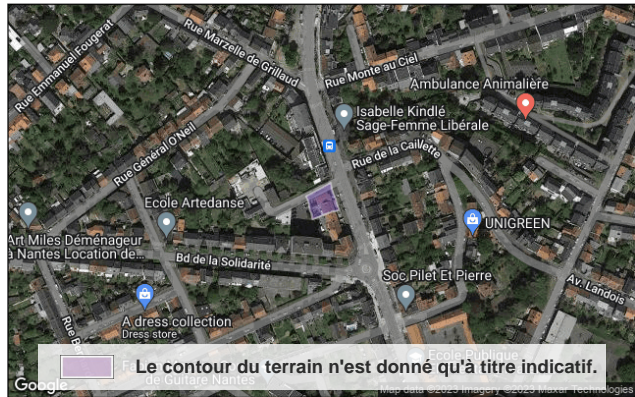 Rue Emmanuel Fougerat
Rue Marzelle de Grillaud
Rue Monte au Ciel
Ambulance Animalière
Isabelle Kindlé
Sage-Femme Libérale
Rue de la Caillette
Rue Général O'Neil
Ecole Artedanse
UNIGREEN
Art Miles Déménageur
à Nantes Location de...
Bd de la Solidarité
Soc Pilet Et Pierre
Av. Landois
A dress collection
Dress store
Ecole Publique
Le contour du terrain n'est donné qu'à titre indicatif.
de Guitare Nantes
Google
Map data ©2023 Imagery ©2023 Maxar Technologies